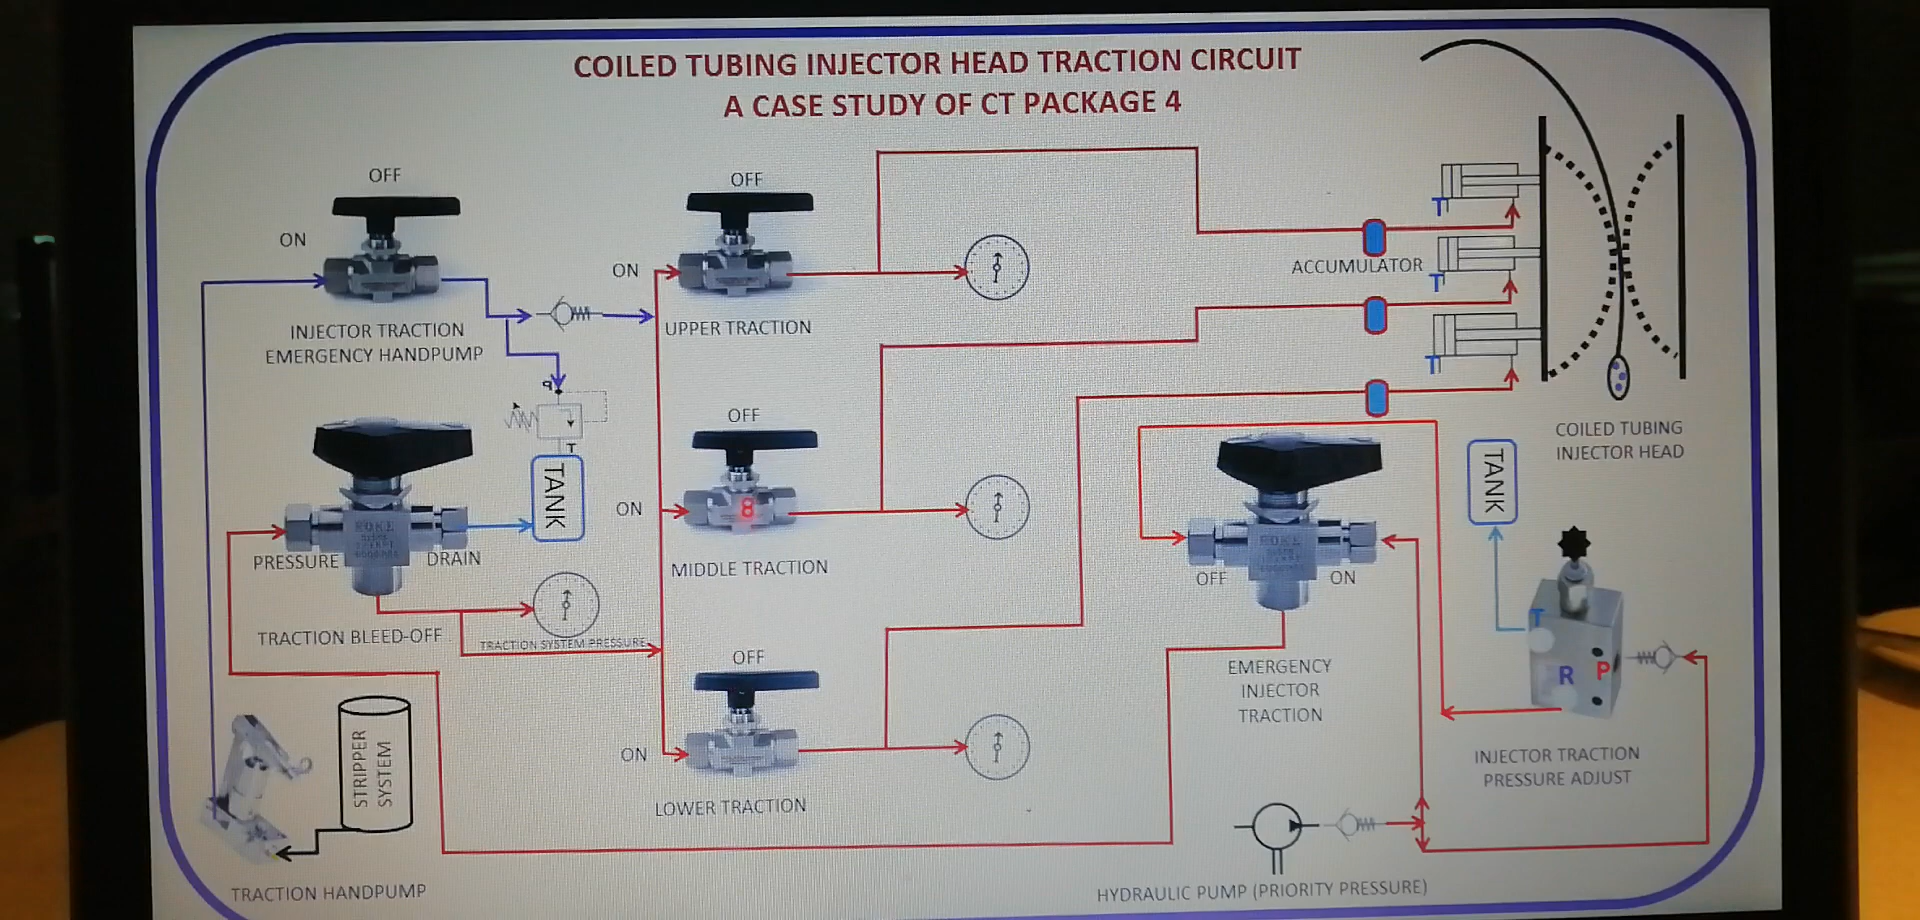 COILED TUBING INJECTOR HEAD TRACTION CIRCUIT
A CASE STUDY OF CT PACKAGE 4
OFF
ON
INJECTOR TRACTION
EMERGENCY HANDPUMP
OFF
ON
UPPER TRACTION
ACCUMULATOR
T
T
T
COILED TUBING
INJECTOR HEAD
T
TANK
PRESSURE
DRAIN
TRACTION BLEED-OFF
TRACTION SYSTEM PRESSURE
OFF
ON
8
MIDDLE TRACTION
OFF
ON
EMERGENCY
INJECTOR
TRACTION
TANK
T
R
P
INJECTOR TRACTION
PRESSURE ADJUST
OFF
ON
LOWER TRACTION
STRIPPER
SYSTEM
TRACTION HANDPUMP
HYDRAULIC PUMP (PRIORITY PRESSURE)